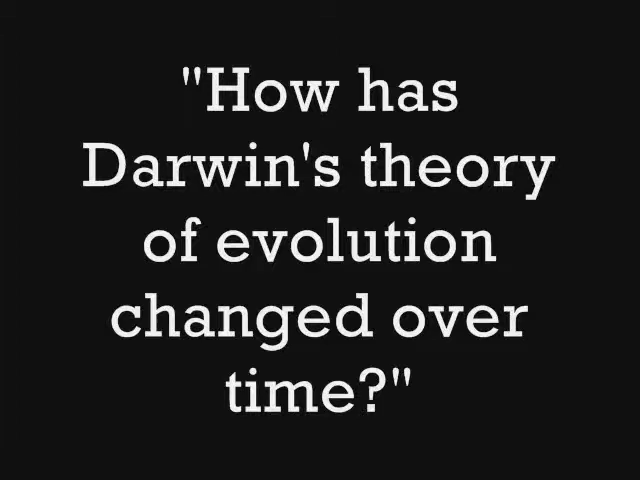 "How has
Darwin's theory
of evolution
changed over
time?"